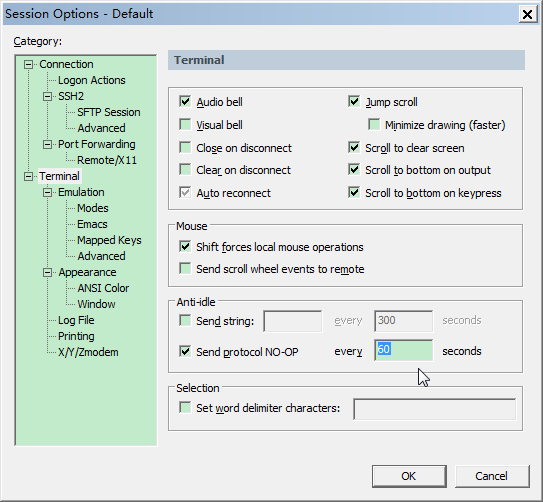 Session Options - Default
Category:
Connection
Logon Actions
SSH2
SFTP Session
Advanced
Port Forwarding
Remote/X11
Terminal
Emulation
Modes
Emacs
Mapped Keys
Advanced
Appearance
ANSI Color
Window
Log File
Printing
X/Y/Zmodem
Terminal
Audio bell
Jump scroll
Visual bell
Minimize drawing (faster)
Close on disconnect
Scroll to clear screen
Clear on disconnect
Scroll to bottom on output
Auto reconnect
Scroll to bottom on keypress
Mouse
Shift forces local mouse operations
Send scroll wheel events to remote
Anti-idle
Send string: every 300 seconds
Send protocol NO-OP every 60 seconds
Selection
Set word delimiter characters:
OK
Cancel